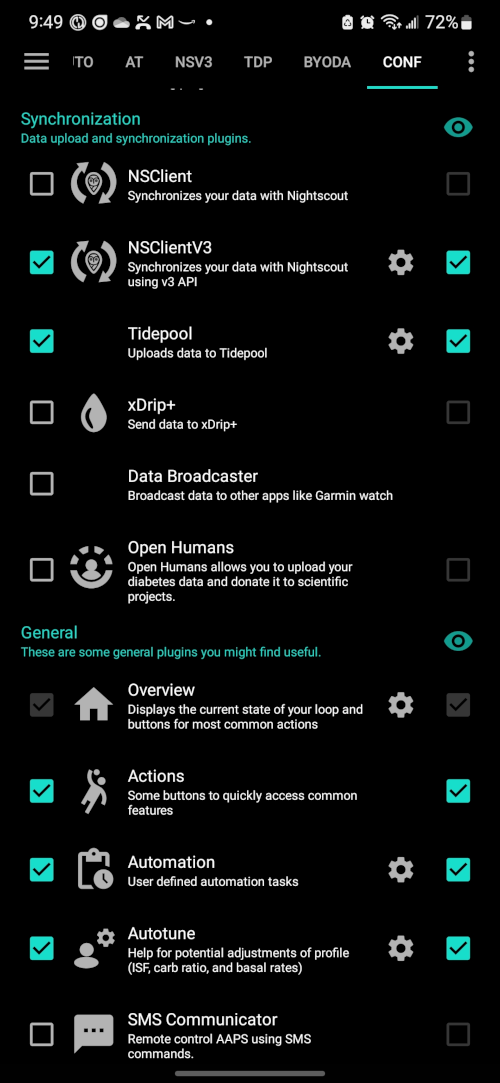 9:49
72%
TO
AT
NSV3
TDP
BYODA
CONF
Synchronization
Data upload and synchronization plugins.
NSClient
Synchronizes your data with Nightscout
NSClientV3
Synchronizes your data with Nightscout
using v3 API
Tidepool
Uploads data to Tidepool
xDrip+
Send data to xDrip+
Data Broadcaster
Broadcast data to other apps like Garmin watch
Open Humans
Open Humans allows you to upload your
diabetes data and donate it to scientific
projects.
General
These are some general plugins you might find useful.
Overview
Displays the current state of your loop and
buttons for most common actions
Actions
Some buttons to quickly access common
features
Automation
User defined automation tasks
Autotune
Help for potential adjustments of profile
(ISF, carb ratio, and basal rates)
SMS Communicator
Remote control AAPS using SMS
commands.